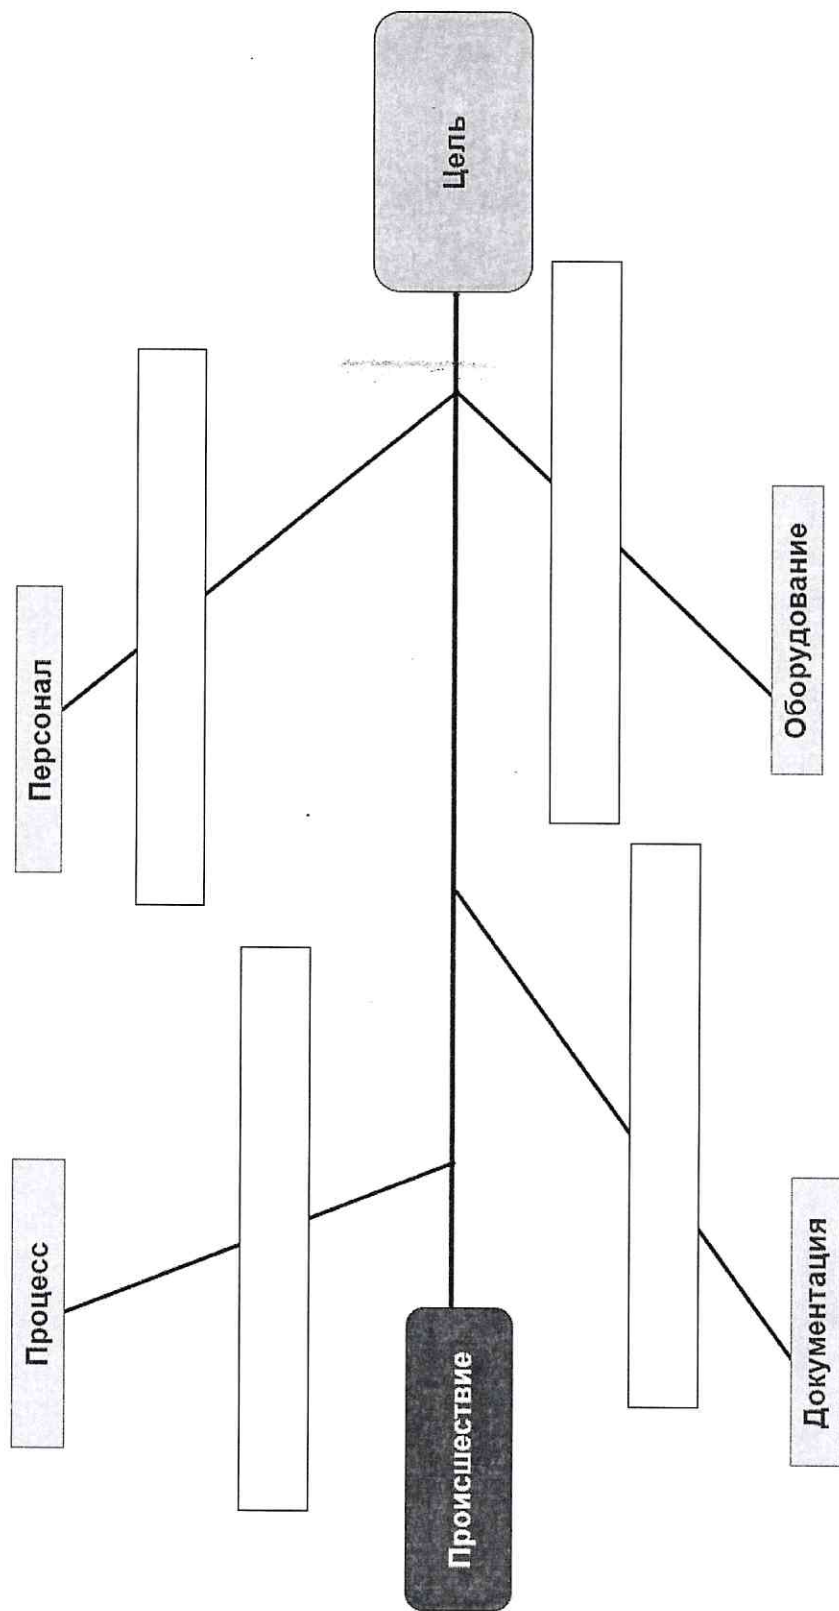 Процесс
Персонал
Происшествие
Цель
Документация
Оборудование